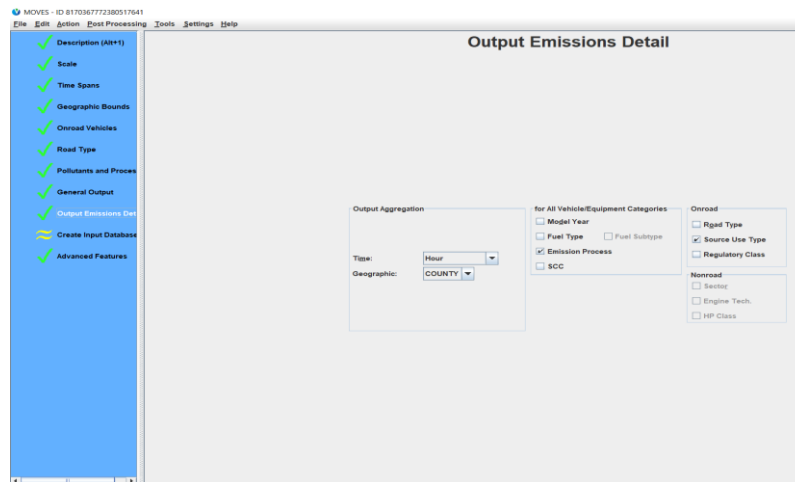 MOVES - ID 8170367772380517641
File Edit Action Post Processing Tools Settings Help
Description (Alt+1)
Scale
Time Spans
Geographic Bounds
Onroad Vehicles
Road Type
Pollutants and Proces
General Output
Output Emissions Det
Create Input Database
Advanced Features
Output Emissions Detail
Output Aggregation
Time: Hour
Geographic: COUNTY
for All Vehicle/Equipment Categories
Model Year
Fuel Type Fuel Subtype
Emission Process
SCC
Onroad
Road Type
Source Use Type
Regulatory Class
Nonroad
Sector
Engine Tech.
HP Class